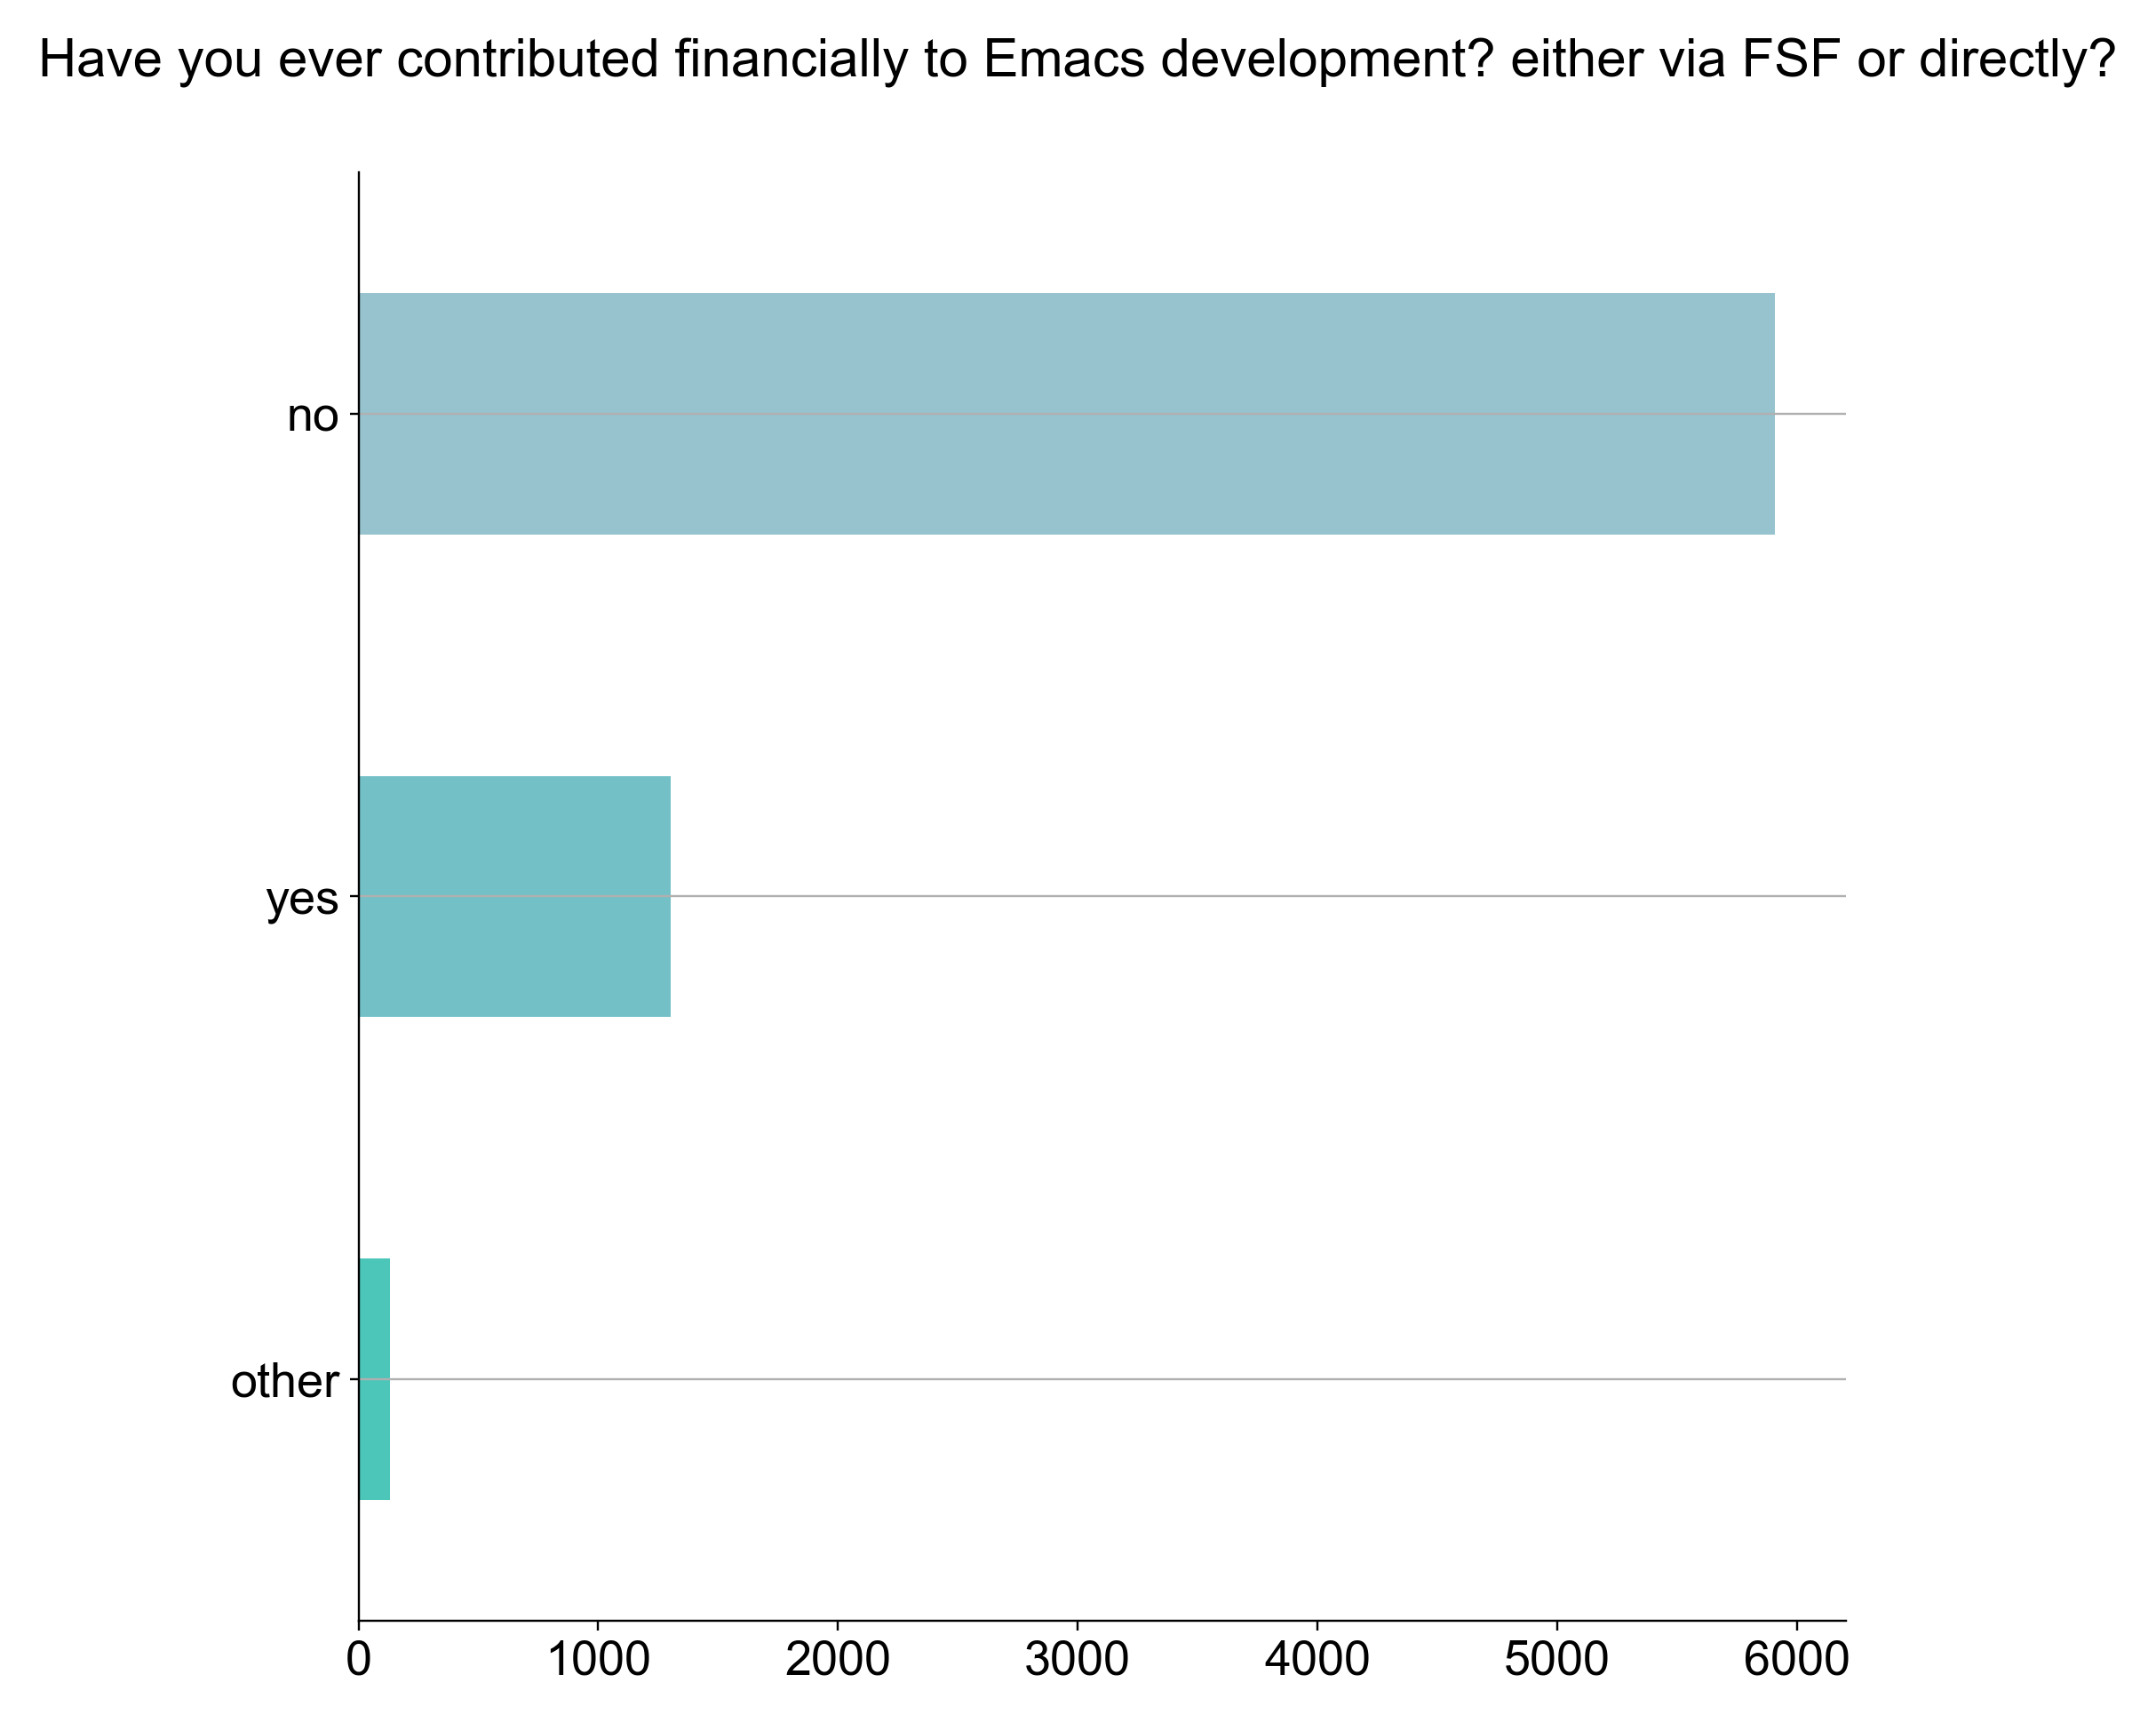 Have you ever contributed financially to Emacs development? either via FSF or directly?
no
yes
other
0 1000 2000 3000 4000 5000 6000